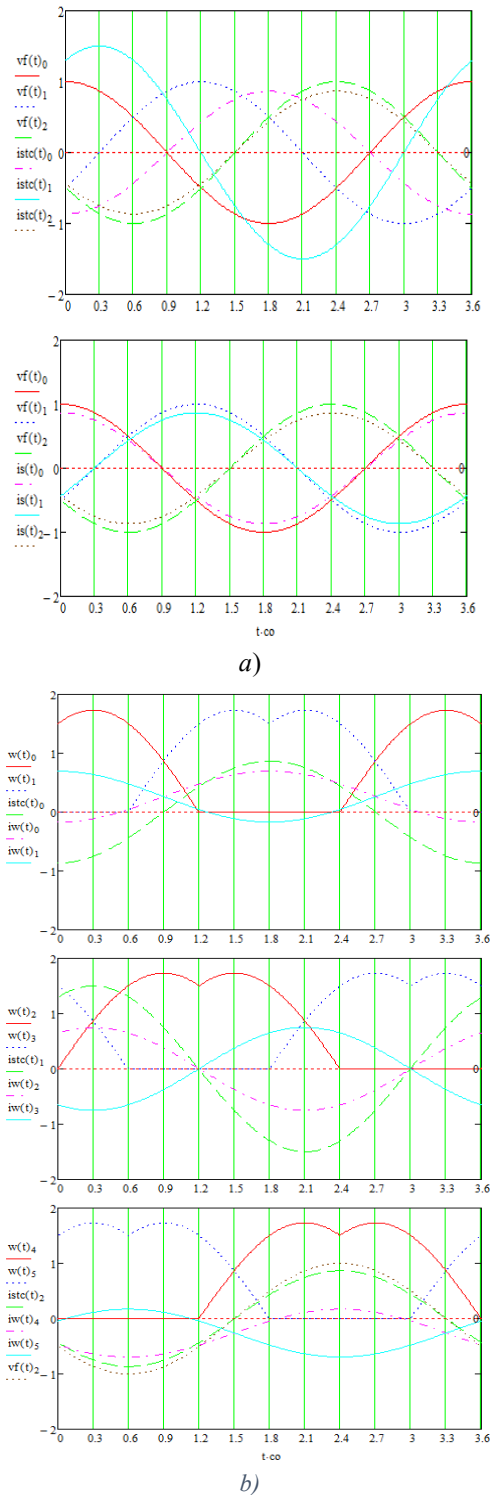 2
vf(t)0
vf(t)1
1
vf(t)2
istc(t)0
0
0
istc(t)1
−1
istc(t)2
−2
0 0.3 0.6 0.9 1.2 1.5 1.8 2.1 2.4 2.7 3 3.3 3.6
2
vf(t)0
vf(t)1
1
vf(t)2
is(t)0
0
0
is(t)1
is(t)2
−1
−2
0 0.3 0.6 0.9 1.2 1.5 1.8 2.1 2.4 2.7 3 3.3 3.6
t·co
a)
2
w(t)0
1
w(t)1
istc(t)0
0
0
iw(t)0
iw(t)1
−1
−2
0 0.3 0.6 0.9 1.2 1.5 1.8 2.1 2.4 2.7 3 3.3 3.6
2
w(t)2
1
w(t)3
istc(t)1
0
0
iw(t)2
iw(t)3
−1
−2
0 0.3 0.6 0.9 1.2 1.5 1.8 2.1 2.4 2.7 3 3.3 3.6
2
w(t)4
w(t)5
1
istc(t)2
iw(t)4
0
0
iw(t)5
vf(t)2
−1
−2
0 0.3 0.6 0.9 1.2 1.5 1.8 2.1 2.4 2.7 3 3.3 3.6
t·co
b)